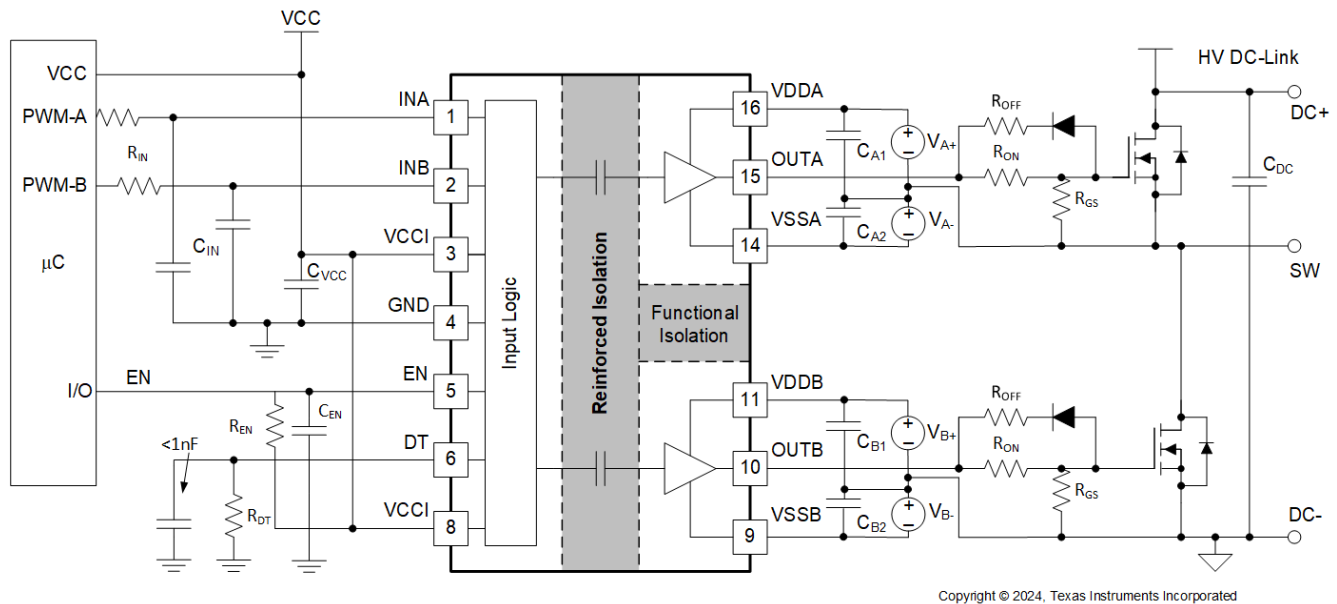 VCC
VCC
PWM-A
PWM-B
μC
I/O
RIN
CIN
CVCC
EN
REN
CEN
<1nF
RDT
INA
1
INB
2
VCCI
3
GND
4
EN
5
DT
6
VCCI
8
Input Logic
Reinforced Isolation
Functional
Isolation
VDDA
16
OUTA
15
VSSA
14
VDDB
11
OUTB
10
VSSB
9
CA1
CA2
VA+
VA-
ROFF
RON
RGS
CB1
CB2
VB+
VB-
ROFF
RON
RGS
HV DC-Link
DC+
CDC
SW
DC-
Copyright © 2024, Texas Instruments Incorporated